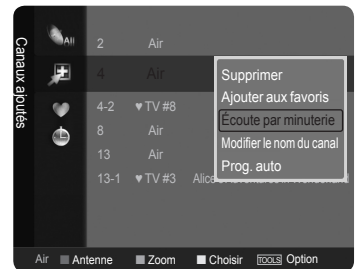 Canaux ajoutés
All
2 Air
4 Air
4-2 ♥ TV #8
8 Air
13 Air
13-1 ♥ TV #3
Supprimer
Ajouter aux favoris
Écoute par minuterie
Modifier le nom du canal
Prog. auto
Air Antenne Zoom Choisir TOOLS Option